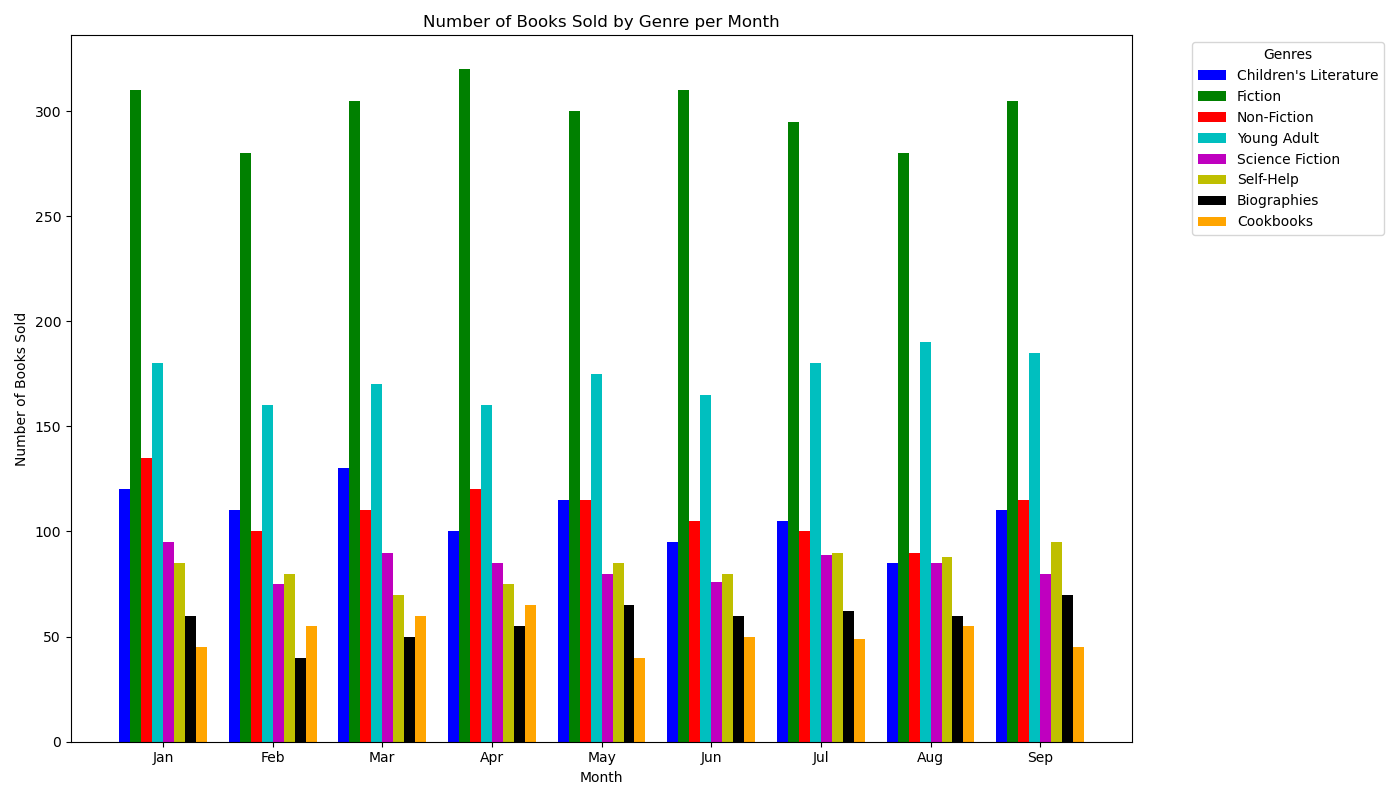 Number of Books Sold by Genre per Month
Number of Books Sold
300
250
200
150
100
50
0
Jan Feb Mar Apr May Jun Jul Aug Sep
Month
Genres
Children's Literature
Fiction
Non-Fiction
Young Adult
Science Fiction
Self-Help
Biographies
Cookbooks